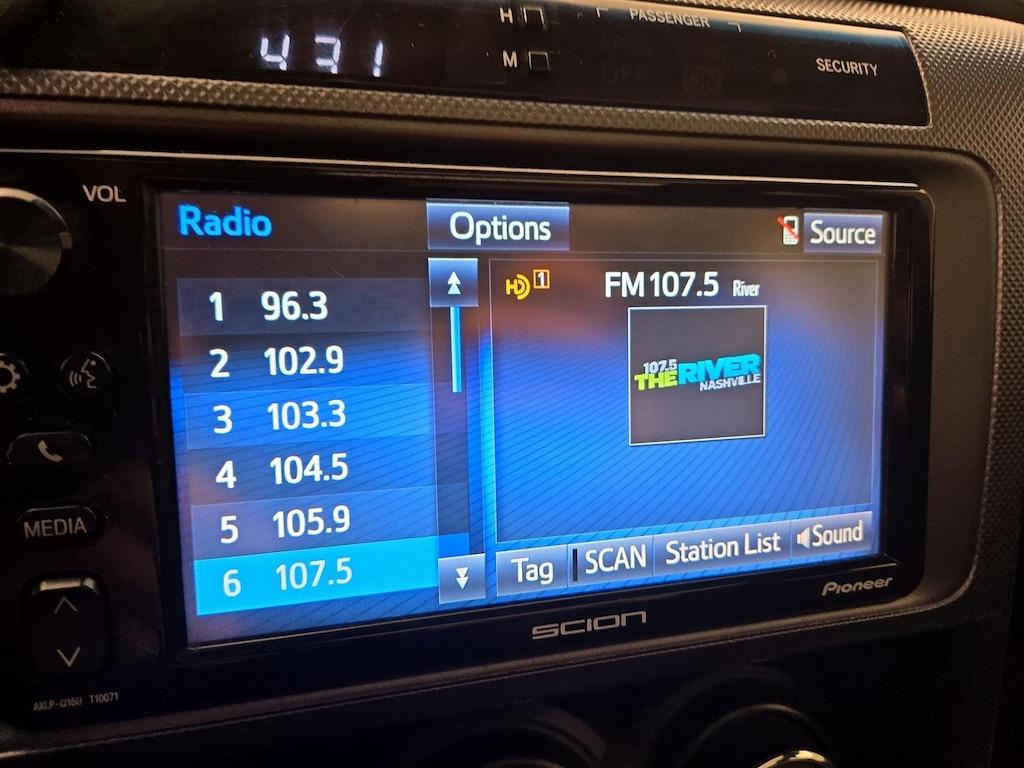 4 31
H
PASSENGER
M
OFF
ON
SECURITY
VOL
Radio
Options
Source
1 96.3
2 102.9
3 103.3
4 104.5
5 105.9
6 107.5
HD 1
FM 107.5 River
107.5
THE RIVER
NASHVILLE
Tag
SCAN
Station List
Sound
MEDIA
SCION
Pioneer
AXLP-Q15U T10071